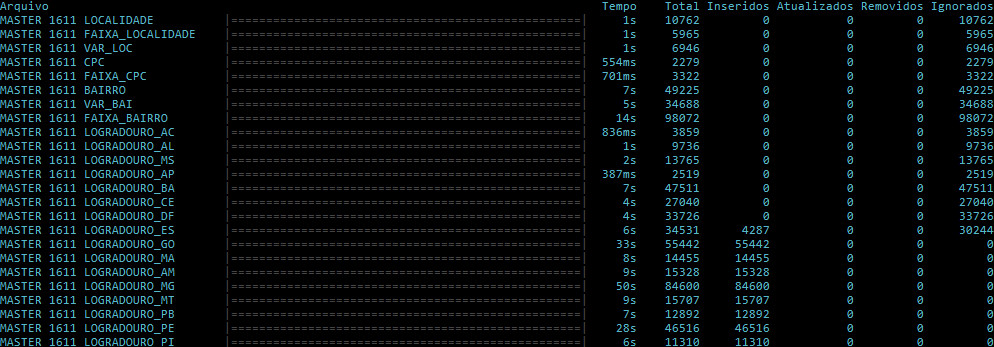 Arquivo Tempo Total Inseridos Atualizados Removidos Ignorados
MASTER 1611 LOCALIDADE |==================================================| 1s 10762 0 0 0 10762
MASTER 1611 FAIXA_LOCALIDADE |==================================================| 1s 5965 0 0 0 5965
MASTER 1611 VAR_LOC |==================================================| 1s 6946 0 0 0 6946
MASTER 1611 CPC |==================================================| 554ms 2279 0 0 0 2279
MASTER 1611 FAIXA_CPC |==================================================| 701ms 3322 0 0 0 3322
MASTER 1611 BAIRRO |==================================================| 7s 49225 0 0 0 49225
MASTER 1611 VAR_BAI |==================================================| 5s 34688 0 0 0 34688
MASTER 1611 FAIXA_BAIRRO |==================================================| 14s 98072 0 0 0 98072
MASTER 1611 LOGRADOURO_AC |==================================================| 836ms 3859 0 0 0 3859
MASTER 1611 LOGRADOURO_AL |==================================================| 1s 9736 0 0 0 9736
MASTER 1611 LOGRADOURO_MS |==================================================| 2s 13765 0 0 0 13765
MASTER 1611 LOGRADOURO_AP |==================================================| 387ms 2519 0 0 0 2519
MASTER 1611 LOGRADOURO_BA |==================================================| 7s 47511 0 0 0 47511
MASTER 1611 LOGRADOURO_CE |==================================================| 4s 27040 0 0 0 27040
MASTER 1611 LOGRADOURO_DF |==================================================| 4s 33726 0 0 0 33726
MASTER 1611 LOGRADOURO_ES |==================================================| 6s 34531 4287 0 0 30244
MASTER 1611 LOGRADOURO_GO |==================================================| 33s 55442 55442 0 0 0
MASTER 1611 LOGRADOURO_MA |==================================================| 8s 14455 14455 0 0 0
MASTER 1611 LOGRADOURO_AM |==================================================| 9s 15328 15328 0 0 0
MASTER 1611 LOGRADOURO_MG |==================================================| 50s 84600 84600 0 0 0
MASTER 1611 LOGRADOURO_MT |==================================================| 9s 15707 15707 0 0 0
MASTER 1611 LOGRADOURO_PB |==================================================| 7s 12892 12892 0 0 0
MASTER 1611 LOGRADOURO_PE |==================================================| 28s 46516 46516 0 0 0
MASTER 1611 LOGRADOURO_PI |==================================================| 6s 11310 11310 0 0 0